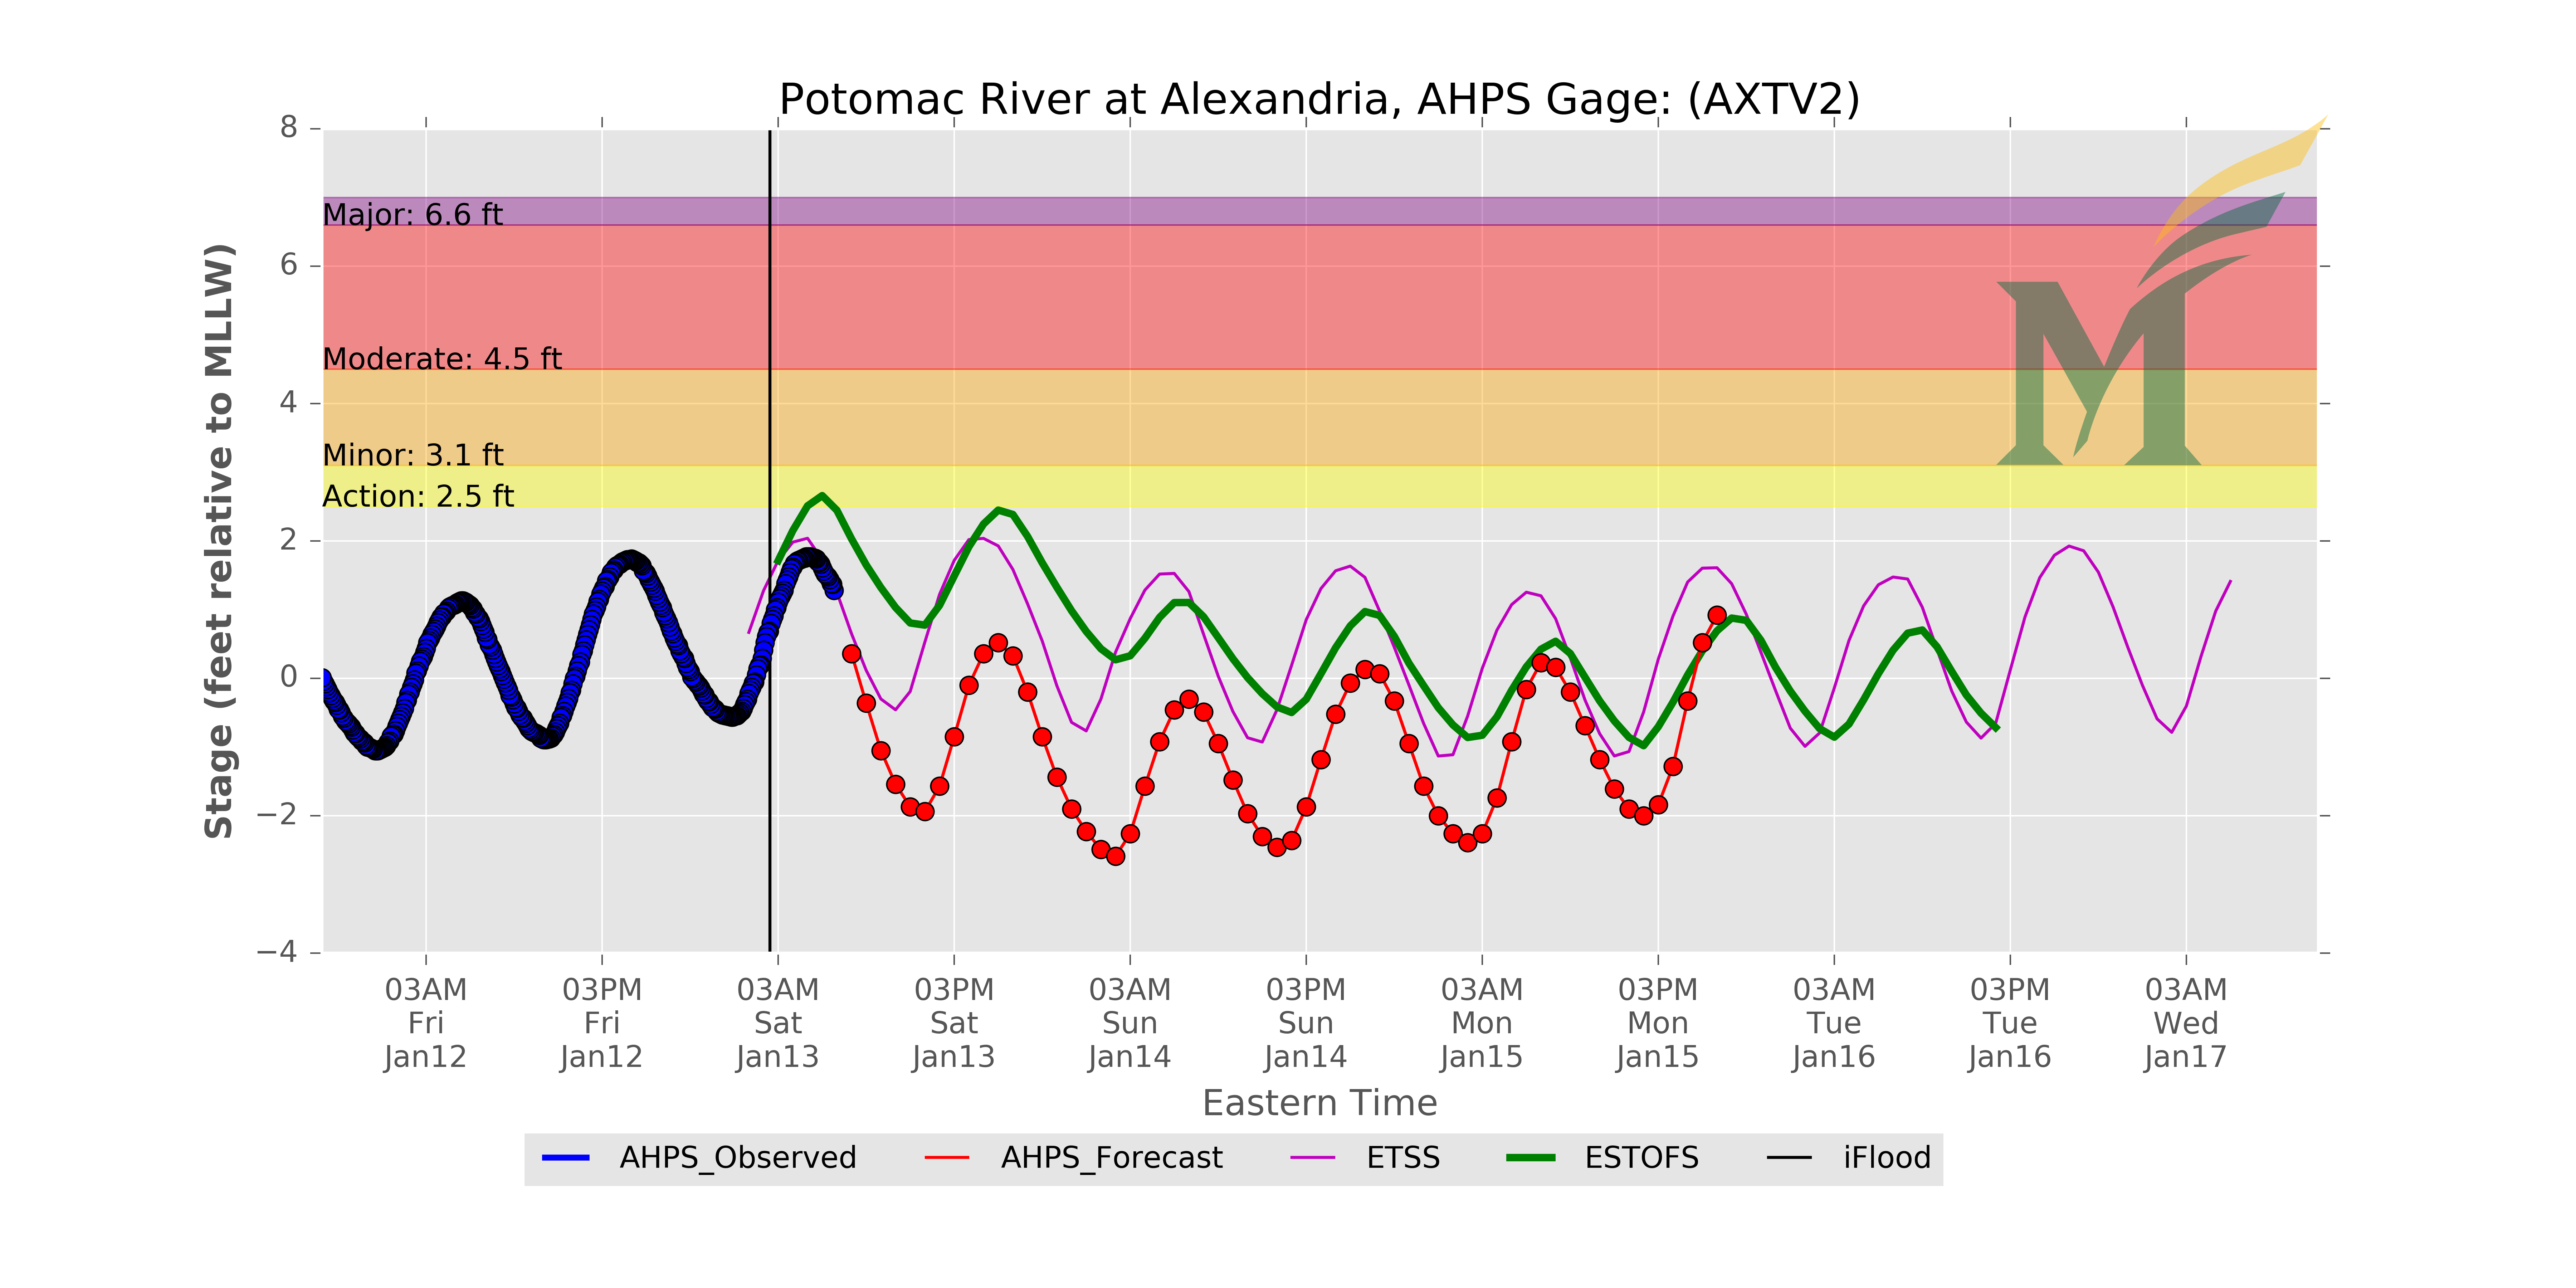 Potomac River at Alexandria, AHPS Gage: (AXTV2)
Stage (feet relative to MLLW)
8
6
4
2
0
−2
−4
Major: 6.6 ft
Moderate: 4.5 ft
Minor: 3.1 ft
Action: 2.5 ft
03AM 03PM 03AM 03PM 03AM 03PM 03AM 03PM 03AM 03PM 03AM
Fri Fri Sat Sat Sun Sun Mon Mon Tue Tue Wed
Jan12 Jan12 Jan13 Jan13 Jan14 Jan14 Jan15 Jan15 Jan16 Jan16 Jan17
Eastern Time
AHPS_Observed AHPS_Forecast ETSS ESTOFS iFlood